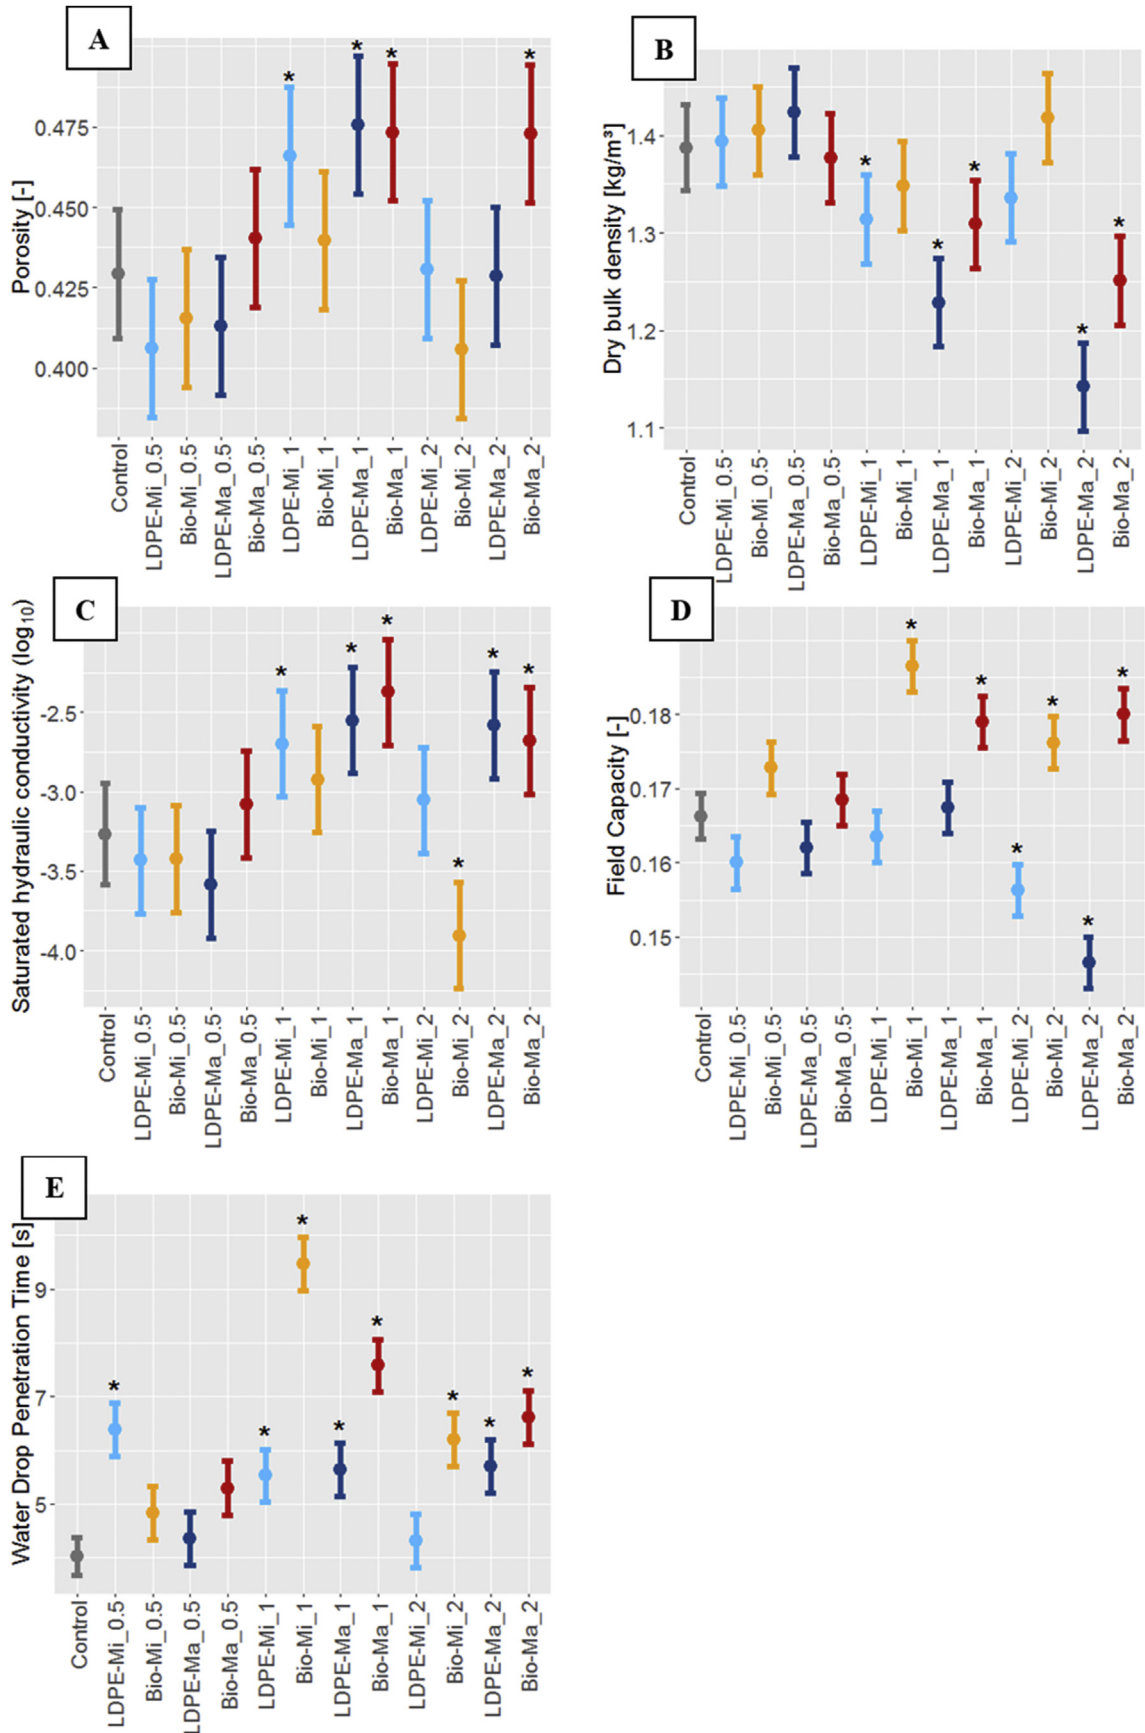 A
Porosity [-]
0.475
0.450
0.425
0.400
* * * *
Control
LDPE-Mi_0.5
Bio-Mi_0.5
LDPE-Ma_0.5
Bio-Ma_0.5
LDPE-Mi_1
Bio-Mi_1
LDPE-Ma_1
Bio-Ma_1
LDPE-Mi_2
Bio-Mi_2
LDPE-Ma_2
Bio-Ma_2
B
Dry bulk density [kg/m³]
1.4
1.3
1.2
1.1
* * * * *
Control
LDPE-Mi_0.5
Bio-Mi_0.5
LDPE-Ma_0.5
Bio-Ma_0.5
LDPE-Mi_1
Bio-Mi_1
LDPE-Ma_1
Bio-Ma_1
LDPE-Mi_2
Bio-Mi_2
LDPE-Ma_2
Bio-Ma_2
C
Saturated hydraulic conductivity (log₁₀)
-2.5
-3.0
-3.5
-4.0
* * * * * *
Control
LDPE-Mi_0.5
Bio-Mi_0.5
LDPE-Ma_0.5
Bio-Ma_0.5
LDPE-Mi_1
Bio-Mi_1
LDPE-Ma_1
Bio-Ma_1
LDPE-Mi_2
Bio-Mi_2
LDPE-Ma_2
Bio-Ma_2
D
Field Capacity [-]
0.18
0.17
0.16
0.15
* * * * * *
Control
LDPE-Mi_0.5
Bio-Mi_0.5
LDPE-Ma_0.5
Bio-Ma_0.5
LDPE-Mi_1
Bio-Mi_1
LDPE-Ma_1
Bio-Ma_1
LDPE-Mi_2
Bio-Mi_2
LDPE-Ma_2
Bio-Ma_2
E
Water Drop Penetration Time [s]
9
7
5
* * * * * * * *
Control
LDPE-Mi_0.5
Bio-Mi_0.5
LDPE-Ma_0.5
Bio-Ma_0.5
LDPE-Mi_1
Bio-Mi_1
LDPE-Ma_1
Bio-Ma_1
LDPE-Mi_2
Bio-Mi_2
LDPE-Ma_2
Bio-Ma_2